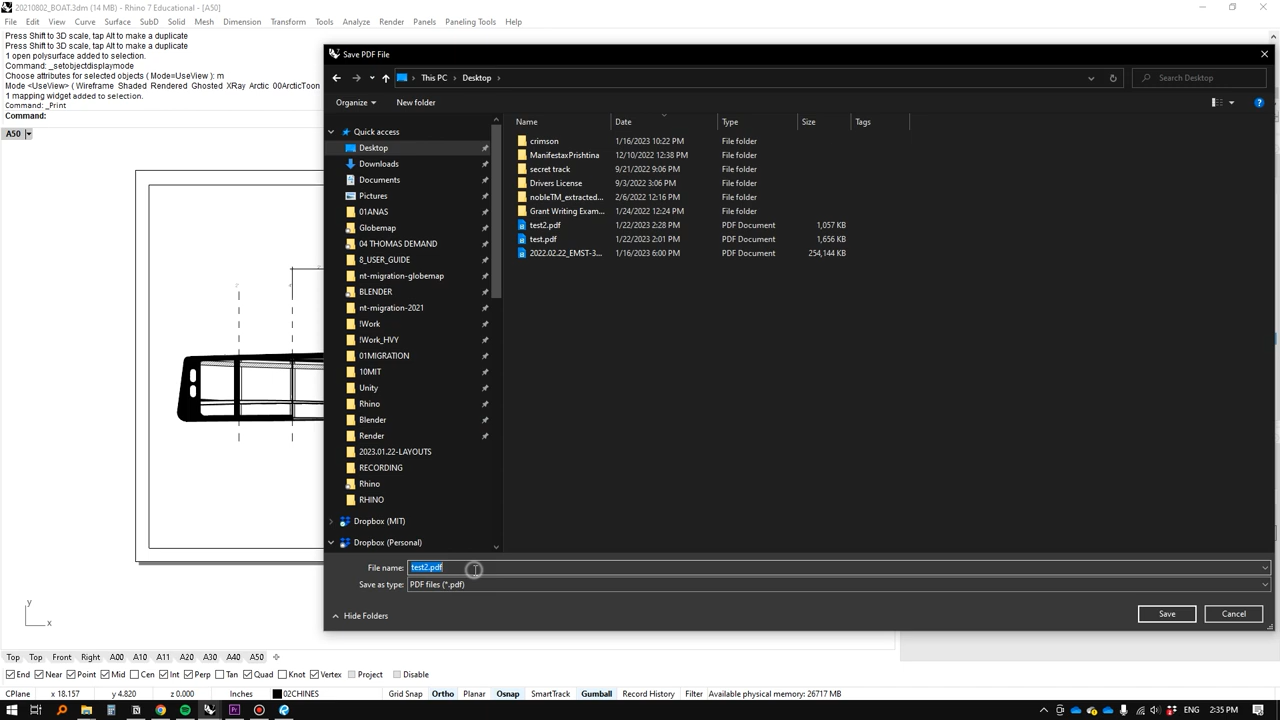 20210802_BOAT.3dm (14 MB) - Rhino 7 Educational - [A50]
File Edit View Curve Surface SubD Solid Mesh Dimension Transform Tools Analyze Render Panels Paneling Tools Help
Press Shift to 3D scale, tap Alt to make a duplicate
Press Shift to 3D scale, tap Alt to make a duplicate
1 open polysurface added to selection.
Command: _setobjectdisplaymode
Choose attributes for selected objects ( Mode=UseView ): m
Mode <UseView> ( Wireframe Shaded Rendered Ghosted XRay Arctic 00ArcticToon
1 mapping widget added to selection.
Command: _Print
Command:
A50
Save PDF File
This PC > Desktop >
Search Desktop
Organize New folder
Name Date Type Size Tags
Quick access
Desktop
Downloads
Documents
Pictures
01ANAS
Globemap
04 THOMAS DEMAND
8_USER_GUIDE
nt-migration-globemap
BLENDER
nt-migration-2021
!Work
!Work_HVY
01MIGRATION
10MIT
Unity
Rhino
Blender
Render
2023.01.22-LAYOUTS
RECORDING
Rhino
RHINO
Dropbox (MIT)
Dropbox (Personal)
crimson 1/16/2023 10:22 PM File folder
ManifestaxPrishtina 12/10/2022 12:38 PM File folder
secret track 9/21/2022 9:06 PM File folder
Drivers License 9/3/2022 3:06 PM File folder
nobleTM_extracted... 2/6/2022 12:16 PM File folder
Grant Writing Exam... 1/24/2022 12:24 PM File folder
test2.pdf 1/22/2023 2:28 PM PDF Document 1,057 KB
test.pdf 1/22/2023 2:01 PM PDF Document 1,656 KB
2022.02.22_EMST-3... 1/16/2023 6:00 PM PDF Document 254,144 KB
File name: test2.pdf
Save as type: PDF files (*.pdf)
Hide Folders
Save Cancel
y
x
Top Top Front Right A00 A10 A11 A20 A30 A40 A50
End Near Point Mid Cen Int Perp Tan Quad Knot Vertex Project Disable
CPlane x 18.157 y 4.820 z 0.000 Inches 02CHINES Grid Snap Ortho Planar Osnap SmartTrack Gumball Record History Filter Available physical memory: 26717 MB
ENG 2:35 PM